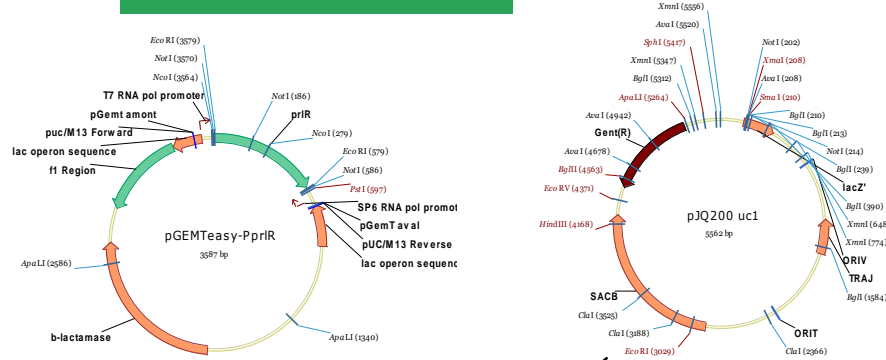 EcoRI (3579)
NotI (3570)
NcoI (3564)
T7 RNA pol promoter
pGemt amont
puc/M13 Forward
lac operon sequence
f1 Region
NotI (186)
prIR
NcoI (279)
EcoRI (579)
NotI (586)
PstI (597)
SP6 RNA pol promot
pGemT aval
pUC/M13 Reverse
lac operon sequenc
pGEMTeasy-PprIR
3587 bp
ApaLI (2586)
b-lactamase
ApaLI (1340)
XmnI (5556)
AvaI (5520)
SphI (5417)
XmnI (5347)
BglI (5312)
ApaLI (5264)
AvaI (4942)
Gent(R)
AvaI (4678)
BglII (4563)
EcoRV (4371)
HindIII (4168)
NotI (202)
XmaI (208)
AvaI (208)
SmaI (210)
BglI (210)
BglI (213)
NotI (214)
BglI (239)
lacZ'
BglI (390)
XmnI (648
XmnI (774)
ORIV
TRAJ
BglI (1584)
pJQ200 uc1
5562 bp
SACB
ClaI (3525)
ClaI (3188)
EcoRI (3029)
ORIT
ClaI (2366)